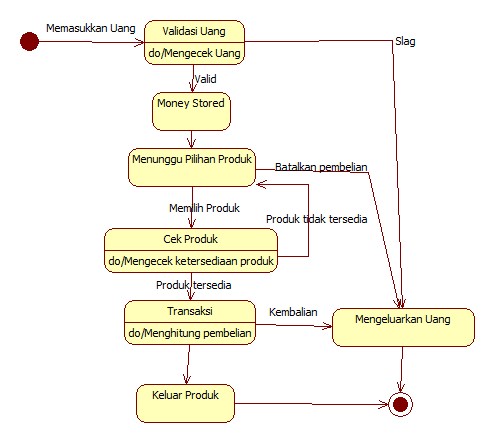 Memasukkan Uang
Validasi Uang
do/Mengecek Uang
Slag
Valid
Money Stored
Menunggu Pilihan Produk
Batalkan pembelian
Memilih Produk
Produk tidak tersedia
Cek Produk
do/Mengecek ketersediaan produk
Produk tersedia
Transaksi
do/Menghitung pembelian
Kembalian
Mengeluarkan Uang
Keluar Produk